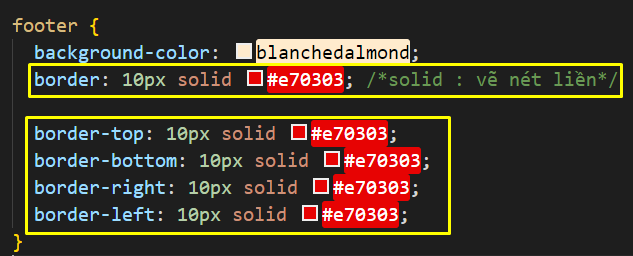 footer {
background-color: blanchedalmond;
border: 10px solid #e70303; /*solid : vẽ nét liền*/
border-top: 10px solid #e70303;
border-bottom: 10px solid #e70303;
border-right: 10px solid #e70303;
border-left: 10px solid #e70303;
}